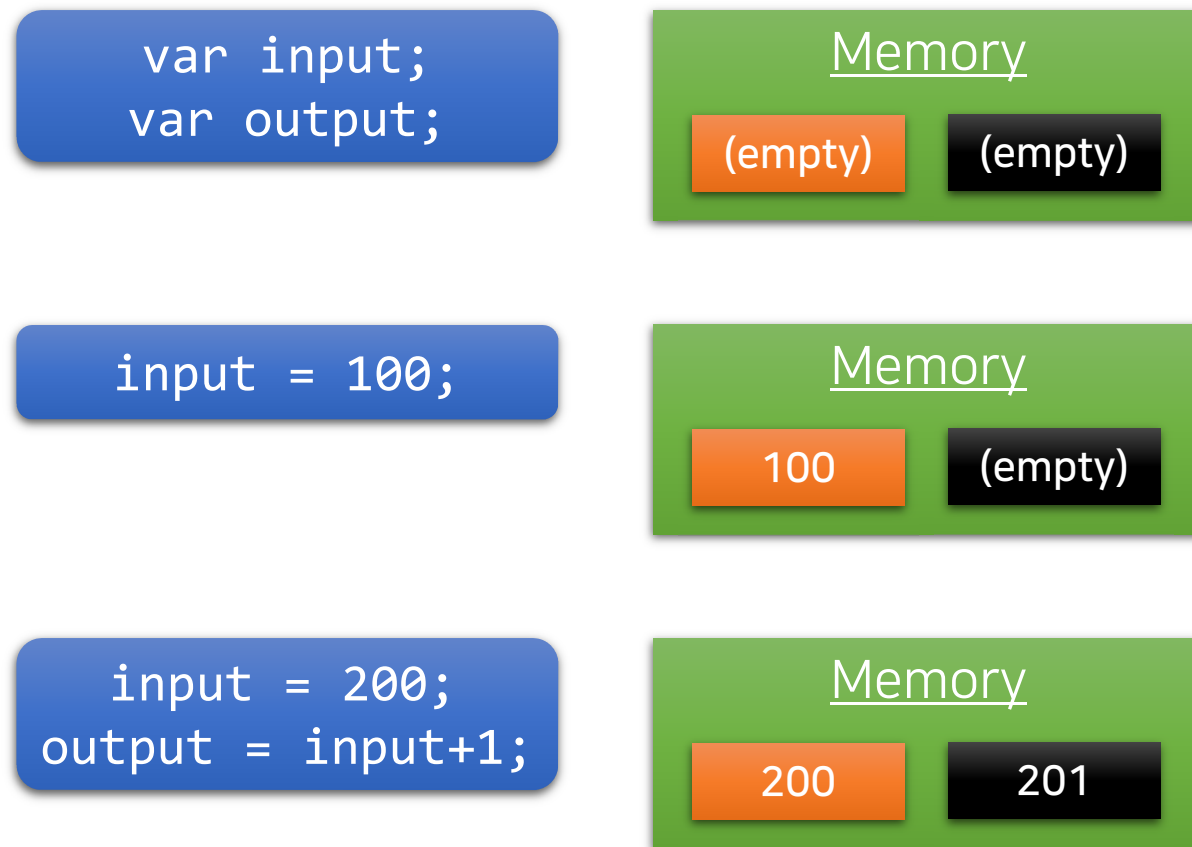 var input;
var output;
Memory
(empty) (empty)
input = 100;
Memory
100 (empty)
input = 200;
output = input+1;
Memory
200 201